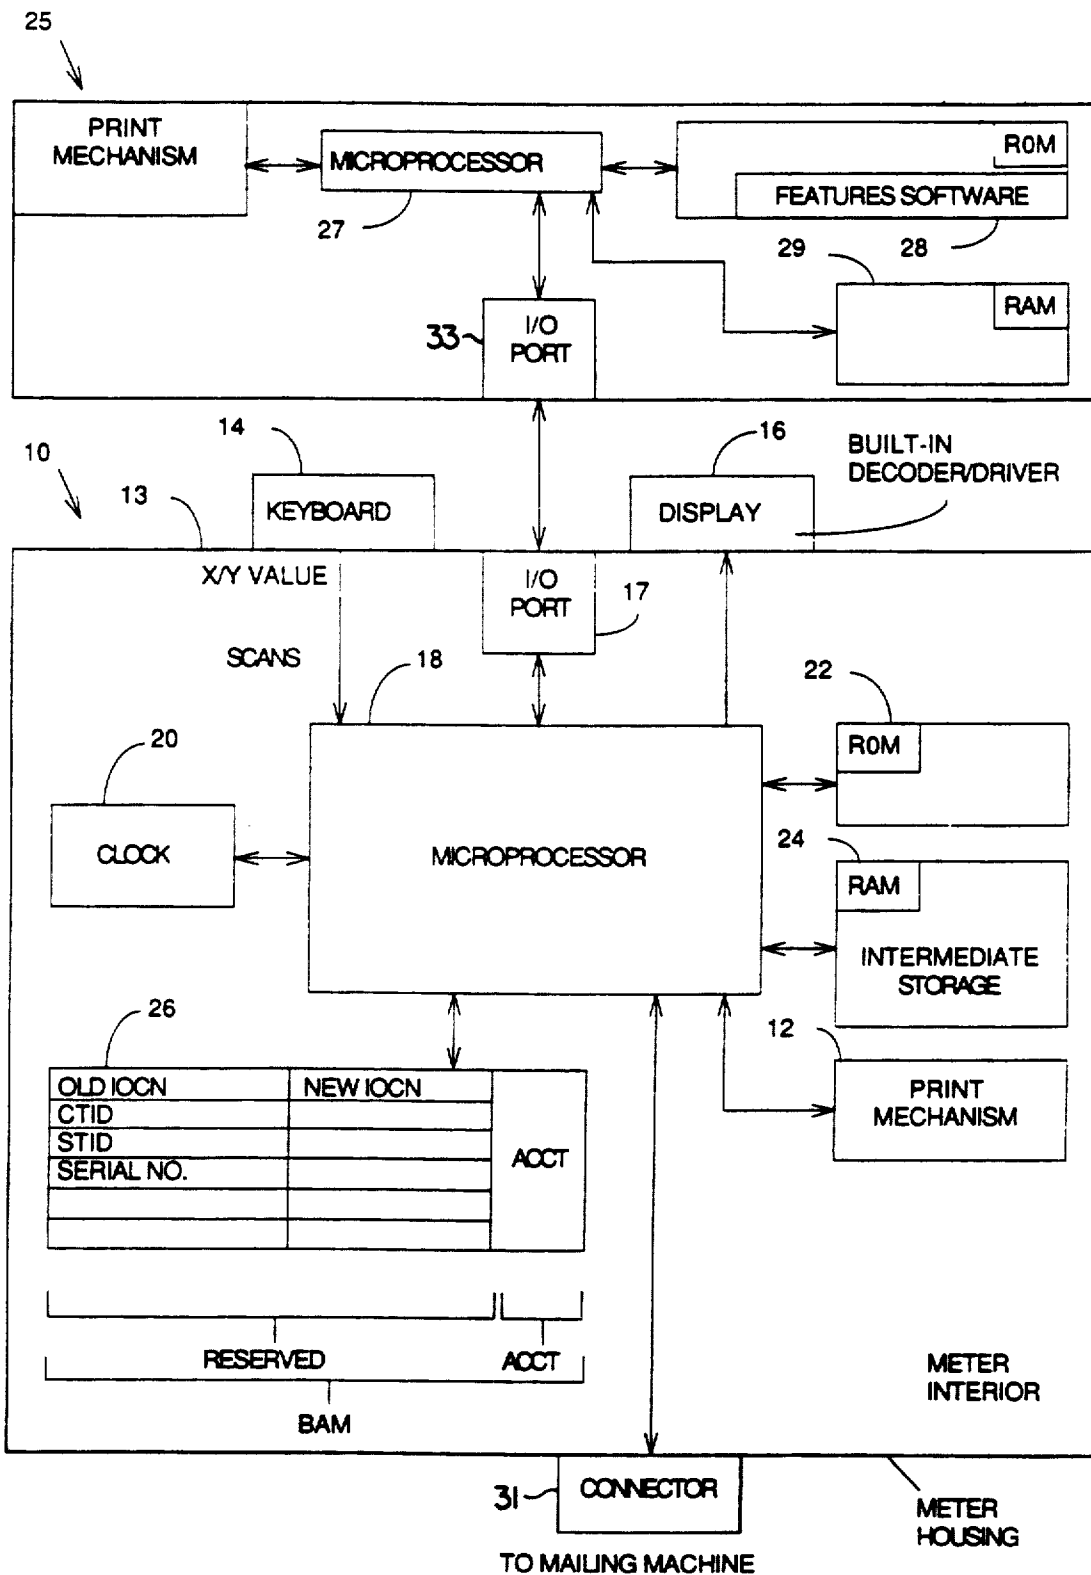 25
PRINT
MECHANISM
MICROPROCESSOR
ROM
FEATURES SOFTWARE
27
29
28
RAM
33
I/O
PORT
10
13
14
KEYBOARD
16
DISPLAY
BUILT-IN
DECODER/DRIVER
X/Y VALUE
I/O
PORT
17
SCANS
18
22
ROM
20
CLOCK
MICROPROCESSOR
24
RAM
INTERMEDIATE
STORAGE
26
12
OLD IOCN NEW IOCN
CTID
STID
SERIAL NO.
ACCT
PRINT
MECHANISM
RESERVED ACCT
BAM
METER
INTERIOR
31
CONNECTOR
METER
HOUSING
TO MAILING MACHINE